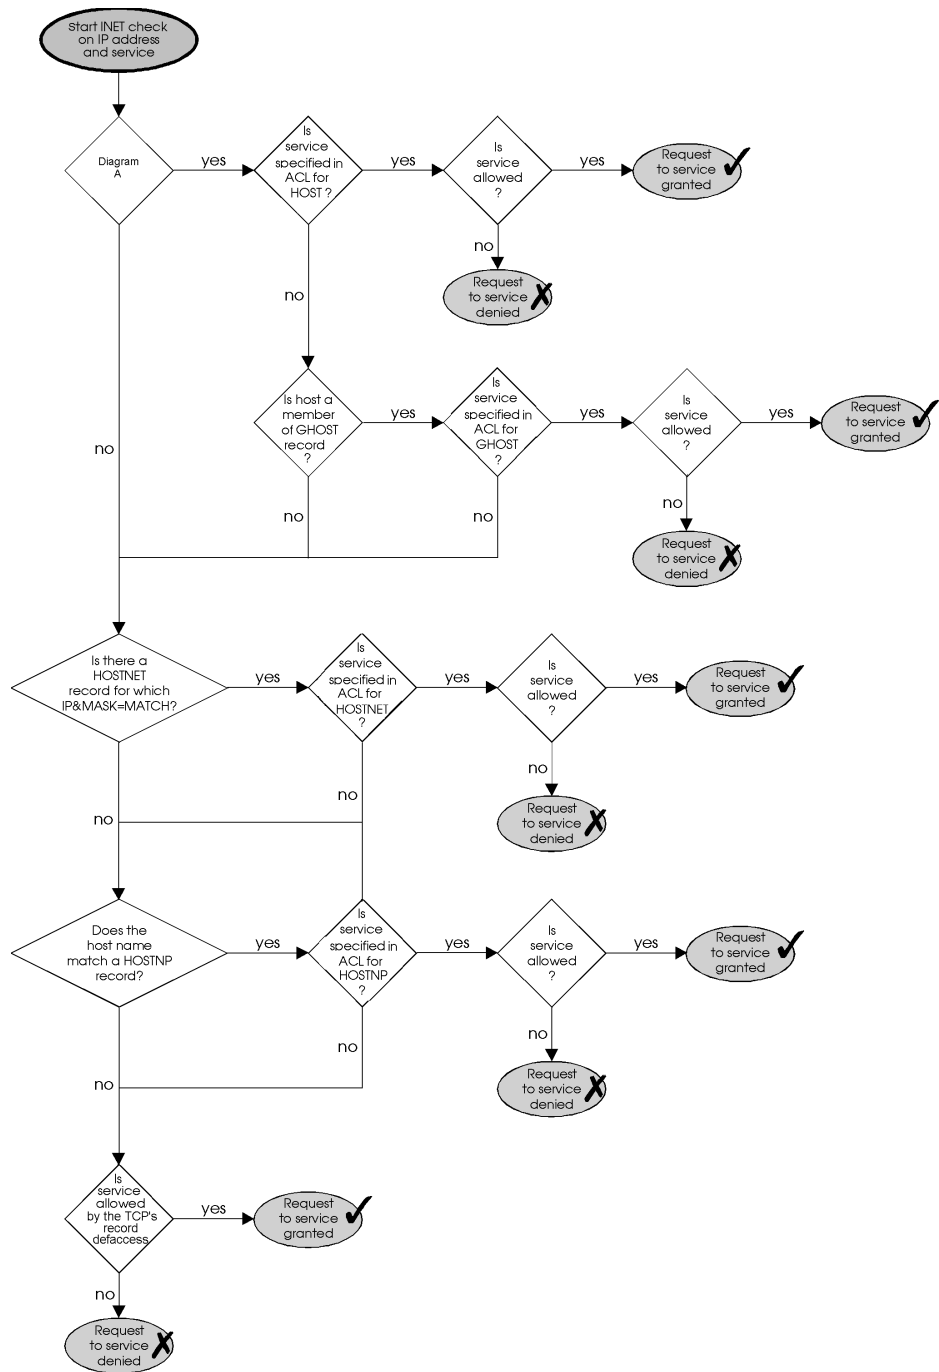 Start INET check
on IP address
and service
Diagram
A
yes
Is
service
specified in
ACL for
HOST ?
yes
Is
service
allowed
?
yes
Request
to service
granted
no
Request
to service
denied
no
no
Is host a
member
of GHOST
record
?
yes
Is
service
specified in
ACL for
GHOST
?
yes
Is
service
allowed
?
yes
Request
to service
granted
no
no
no
Request
to service
denied
Is there a
HOSTNET
record for which
IP&MASK=MATCH?
yes
Is
service
specified in
ACL for
HOSTNET
?
yes
Is
service
allowed
?
yes
Request
to service
granted
no
no
no
Request
to service
denied
Does the
host name
match a HOSTNP
record?
yes
Is
service
specified in
ACL for
HOSTNP
?
yes
Is
service
allowed
?
yes
Request
to service
granted
no
no
no
Request
to service
denied
Is
service
allowed
by the TCP's
record
defaccess
yes
Request
to service
granted
no
Request
to service
denied